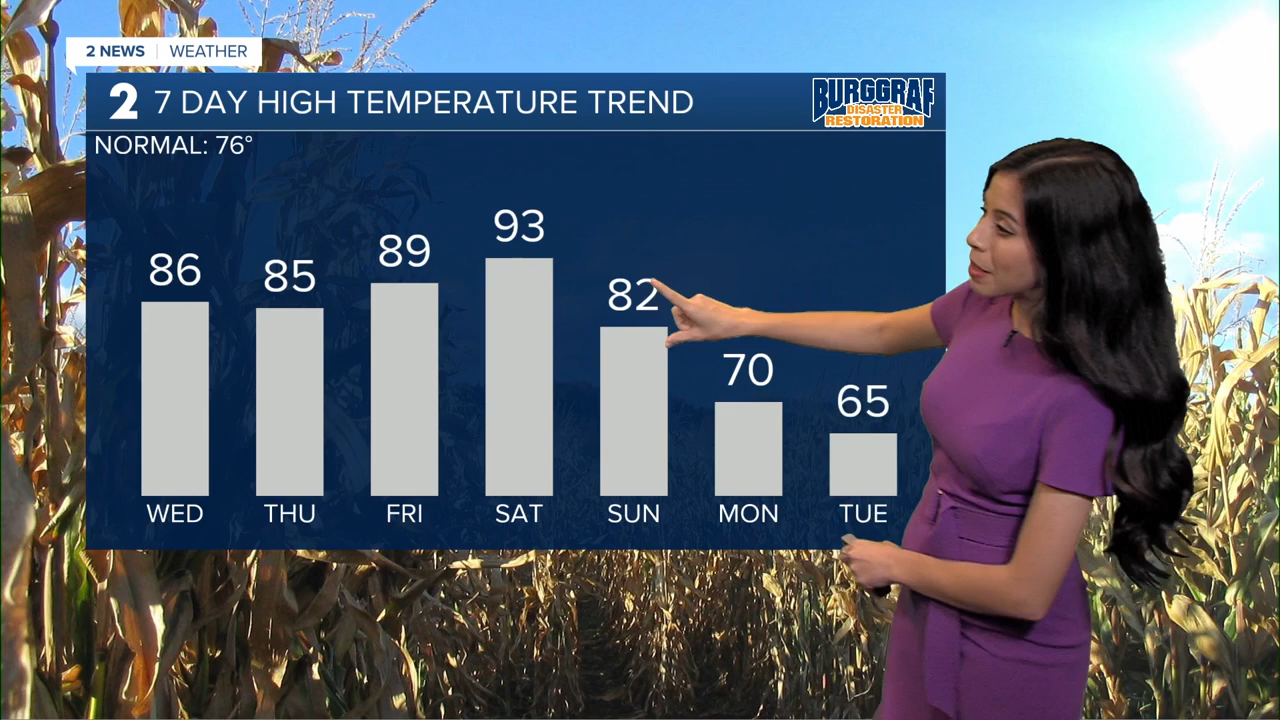 2 NEWS | WEATHER
2 7 DAY HIGH TEMPERATURE TREND
BURGGRAF
DISASTER
RESTORATION
NORMAL: 76°
86 85 89 93 82 70 65
WED THU FRI SAT SUN MON TUE